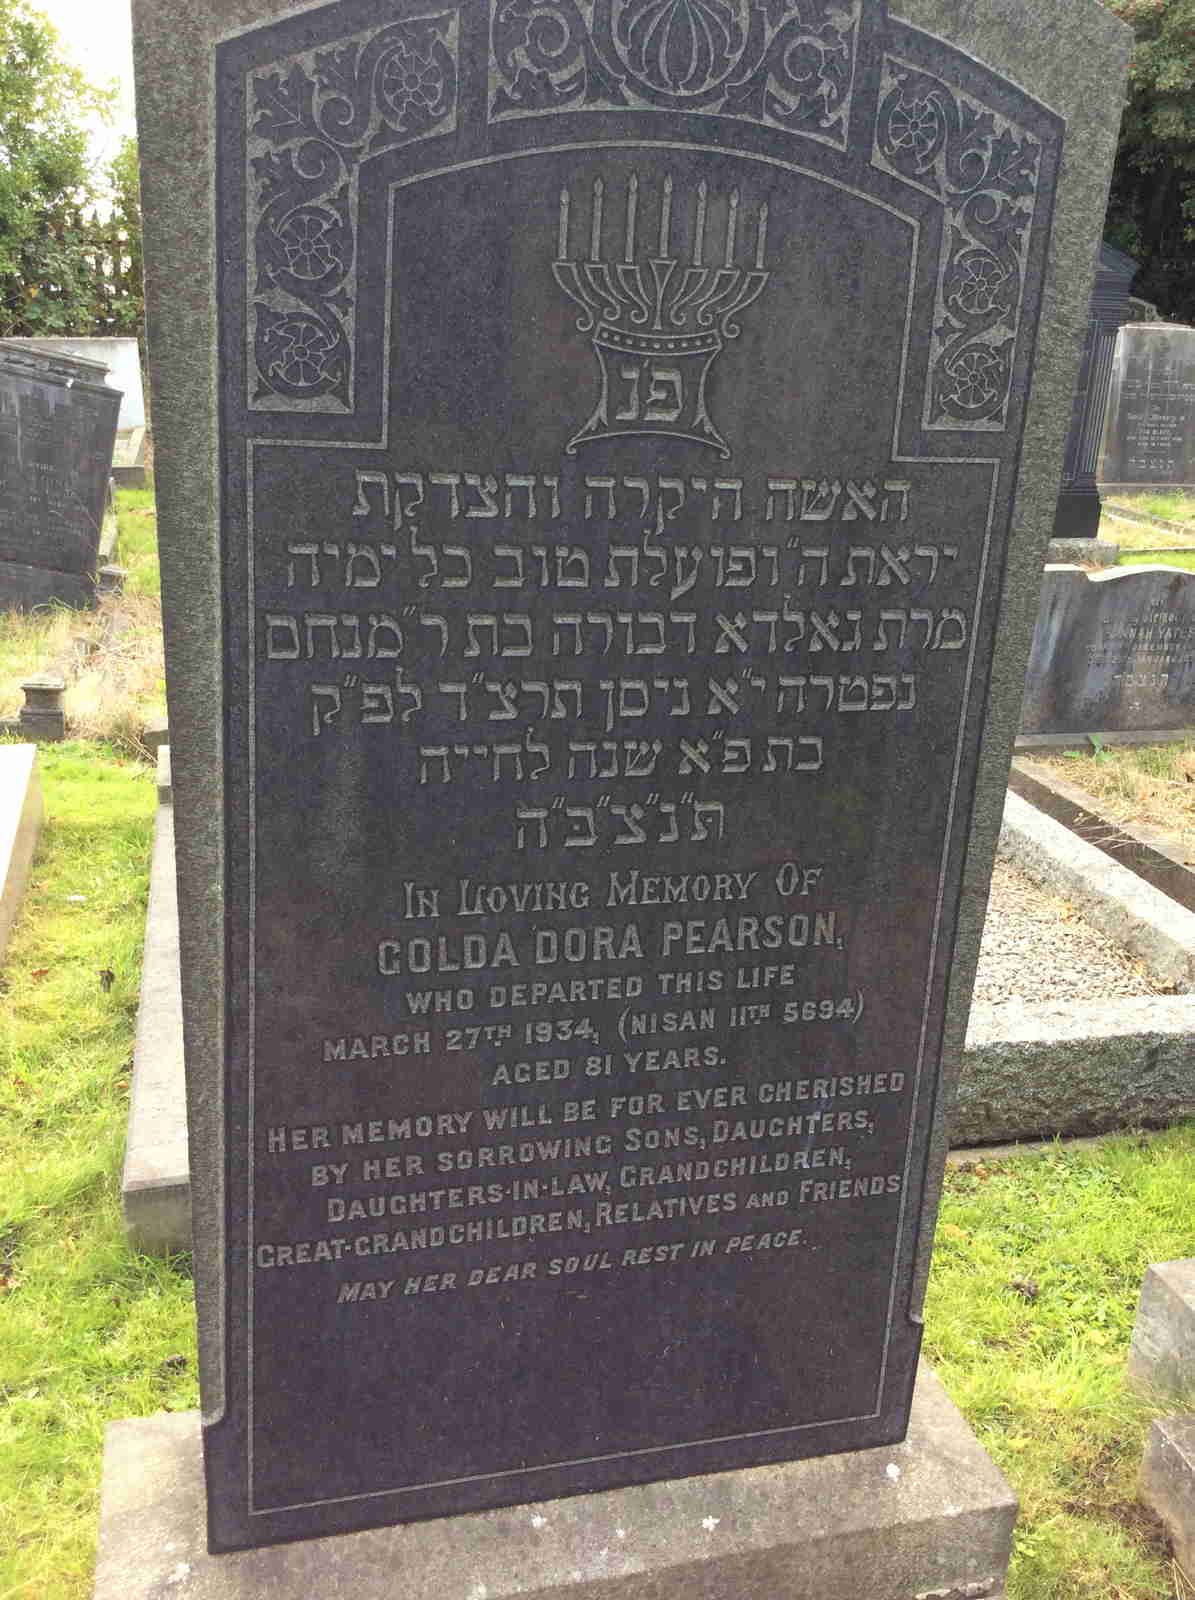 פנ
האשה היקרה והצדקת
יראת ה" ופועלת טוב כל ימיה
מרת גאלדא דבורה בת ר" מנחם
נפטרה י"א ניסן תרצ"ד לפ"ק
בת פ"א שנה לחייה
ת"נ"צ"ב"ה
IN LOVING MEMORY OF
GOLDA DORA PEARSON,
WHO DEPARTED THIS LIFE
MARCH 27TH 1934, (NISAN 11TH 5694)
AGED 81 YEARS.
HER MEMORY WILL BE FOR EVER CHERISHED
BY HER SORROWING SONS, DAUGHTERS,
DAUGHTERS-IN-LAW, GRANDCHILDREN,
GREAT-GRANDCHILDREN, RELATIVES AND FRIENDS
MAY HER DEAR SOUL REST IN PEACE.
HANNAH YATES
תנצבה